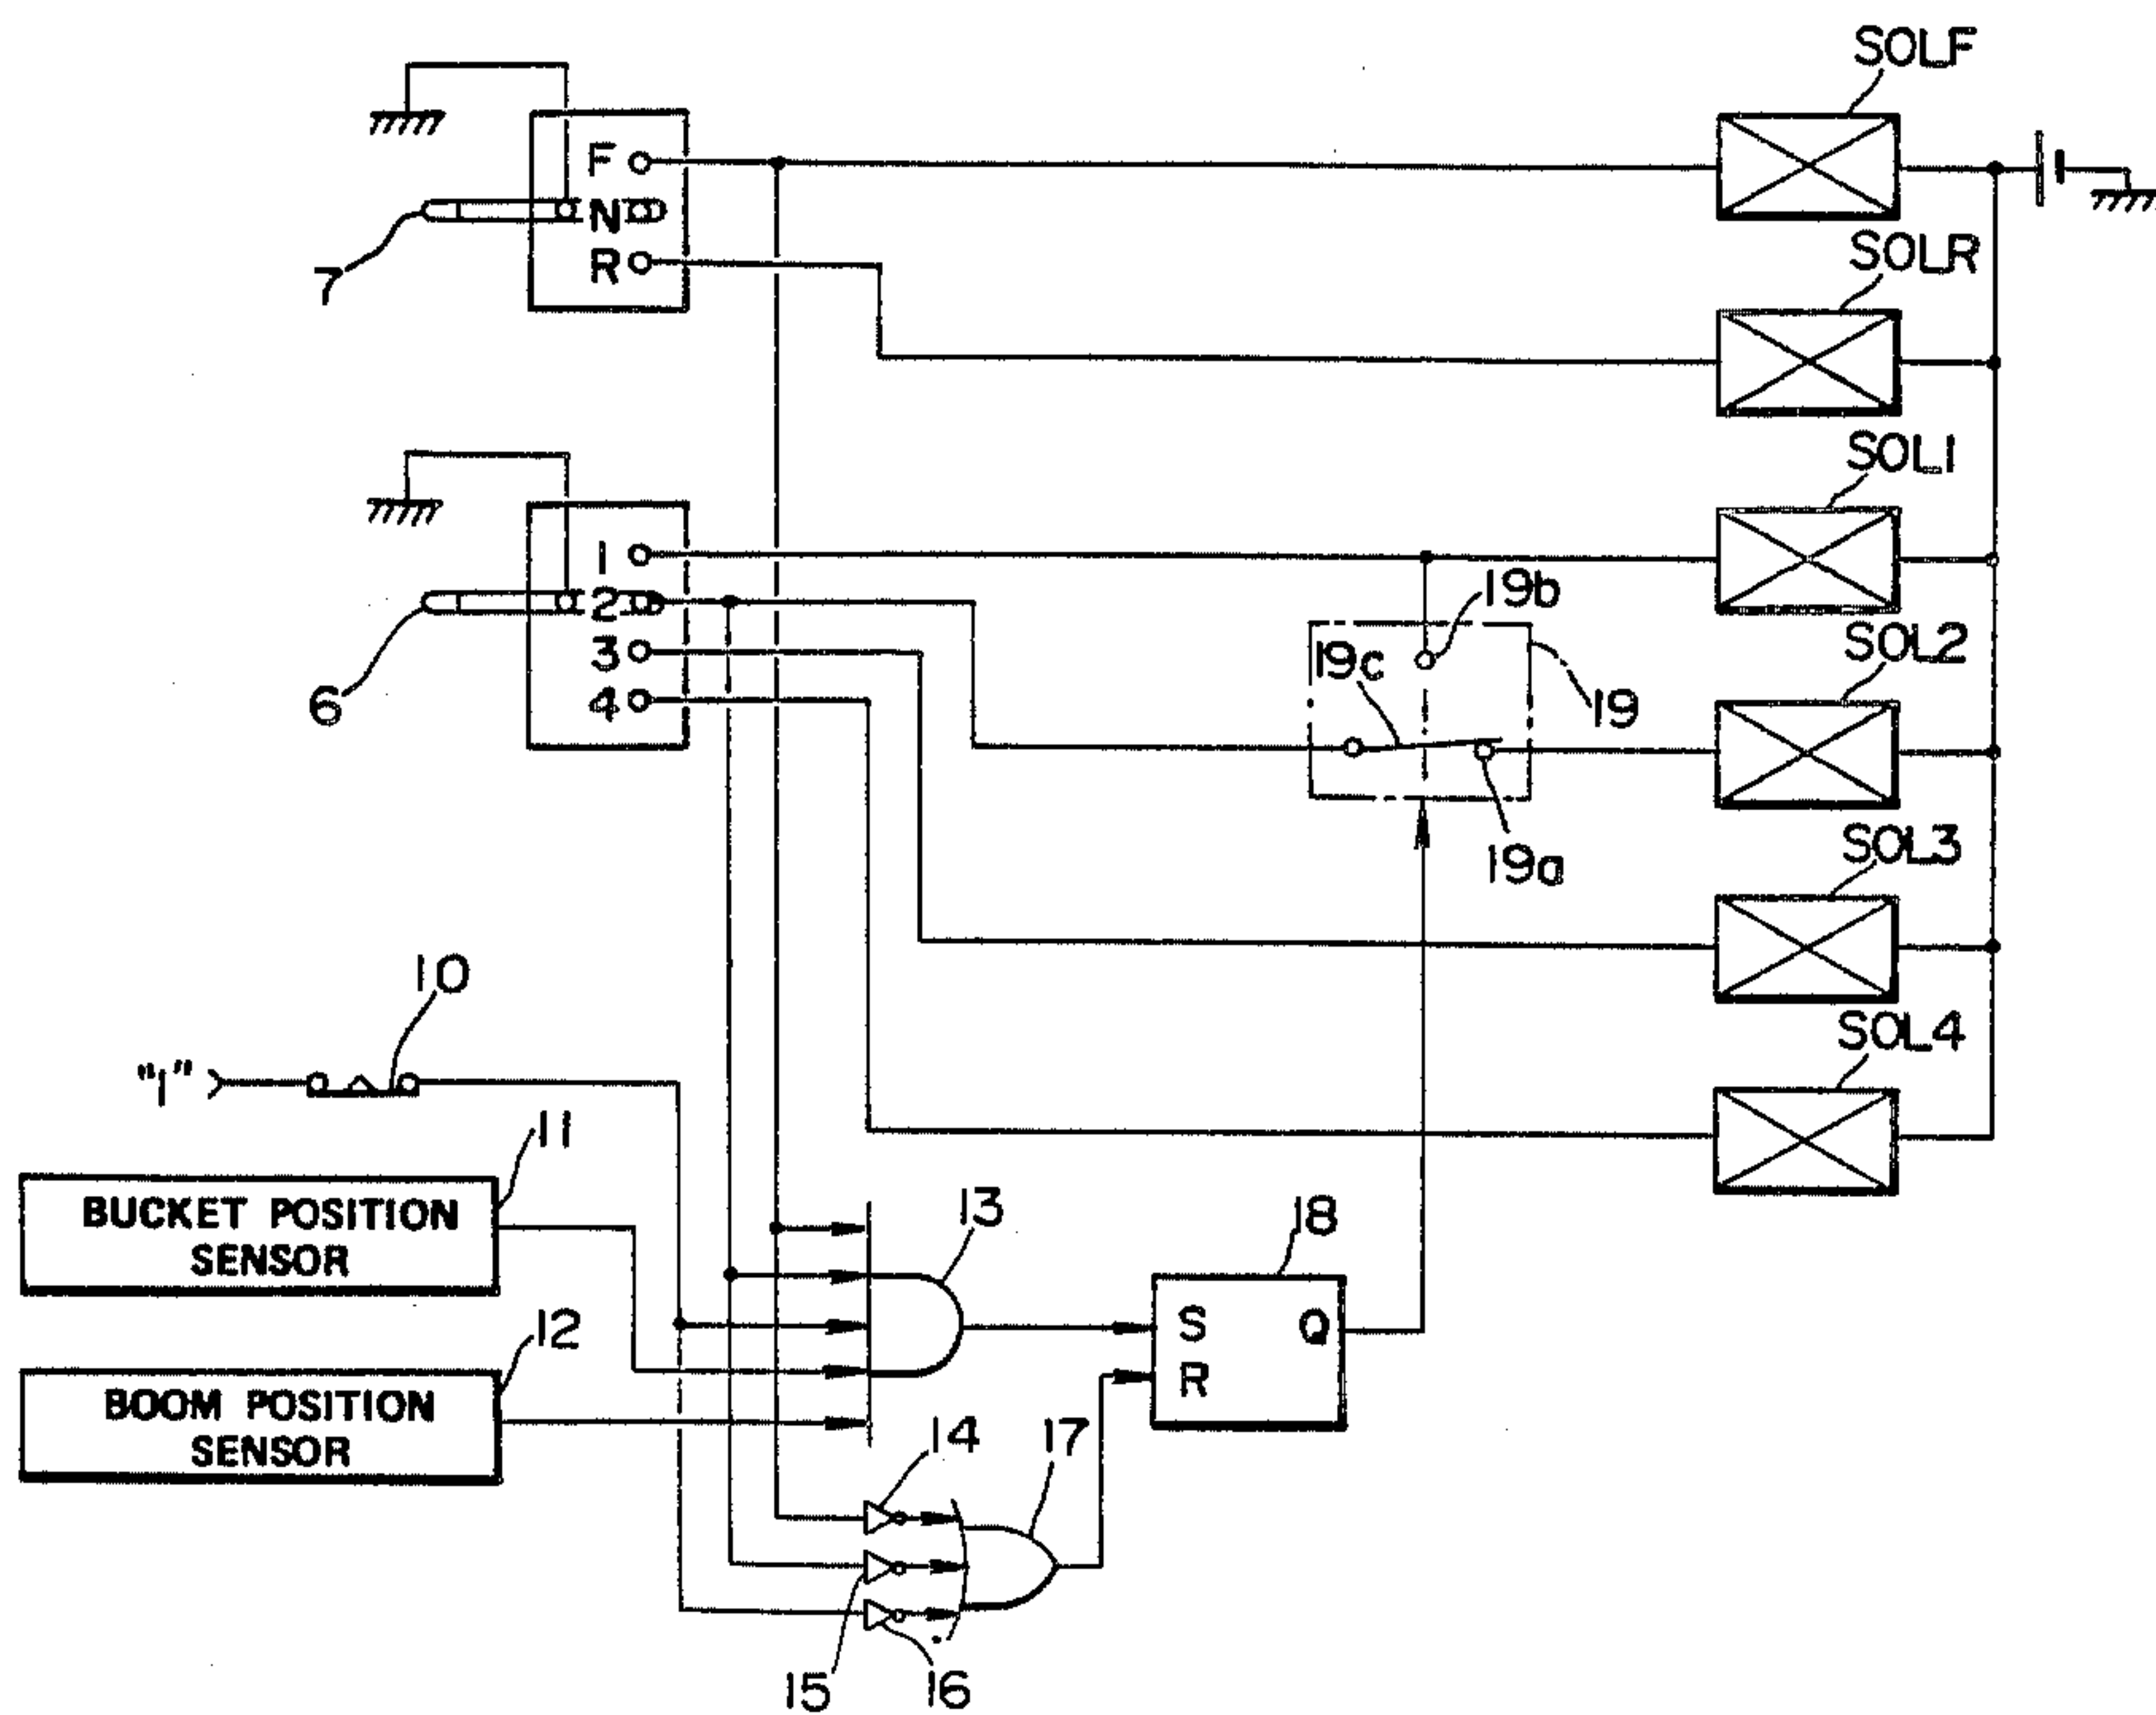 SOLF
F
N
R
7
SOLR
SOL1
1
2
3
4
6
19b
19c
19
SOL2
19a
SOL3
10
SOL4
"1"
11
BUCKET POSITION
SENSOR
13
18
S
Q
R
12
BOOM POSITION
SENSOR
14
17
15
16